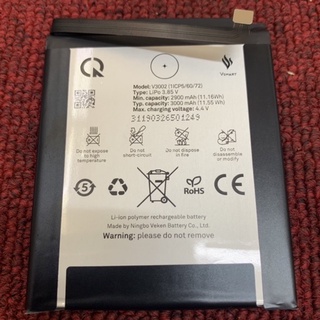 VEKEN
Model: V3002 (1ICP5/60/72)
Type: LiPo 3.85 V
Min. capacity: 2900 mAh (11.16Wh)
Typ. capacity: 3000 mAh (11.55 Wh)
Max. charging voltage: 4.4 V
31190326501249
Do not expose to high temperature
Do not crush
Do not dispose in fire
Do not disassemble or modify
5
RoHS
CE
Li-ion polymer rechargeable battery
Made by Ningbo Veken Battery Co., Ltd.
Warning: please do not remove